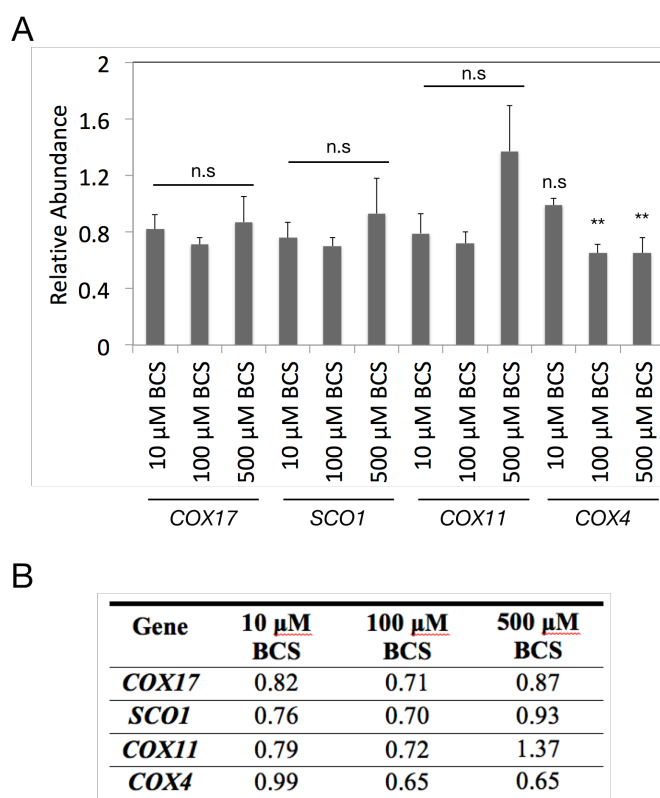 A
2
1.6
1.2
0.8
0.4
0
Relative Abundance
n.s
n.s
n.s
n.s
**
**
10 µM BCS
100 µM BCS
500 µM BCS
10 µM BCS
100 µM BCS
500 µM BCS
10 µM BCS
100 µM BCS
500 µM BCS
10 µM BCS
100 µM BCS
500 µM BCS
COX17 SCO1 COX11 COX4
B
Gene 10 µM BCS 100 µM BCS 500 µM BCS
COX17 0.82 0.71 0.87
SCO1 0.76 0.70 0.93
COX11 0.79 0.72 1.37
COX4 0.99 0.65 0.65